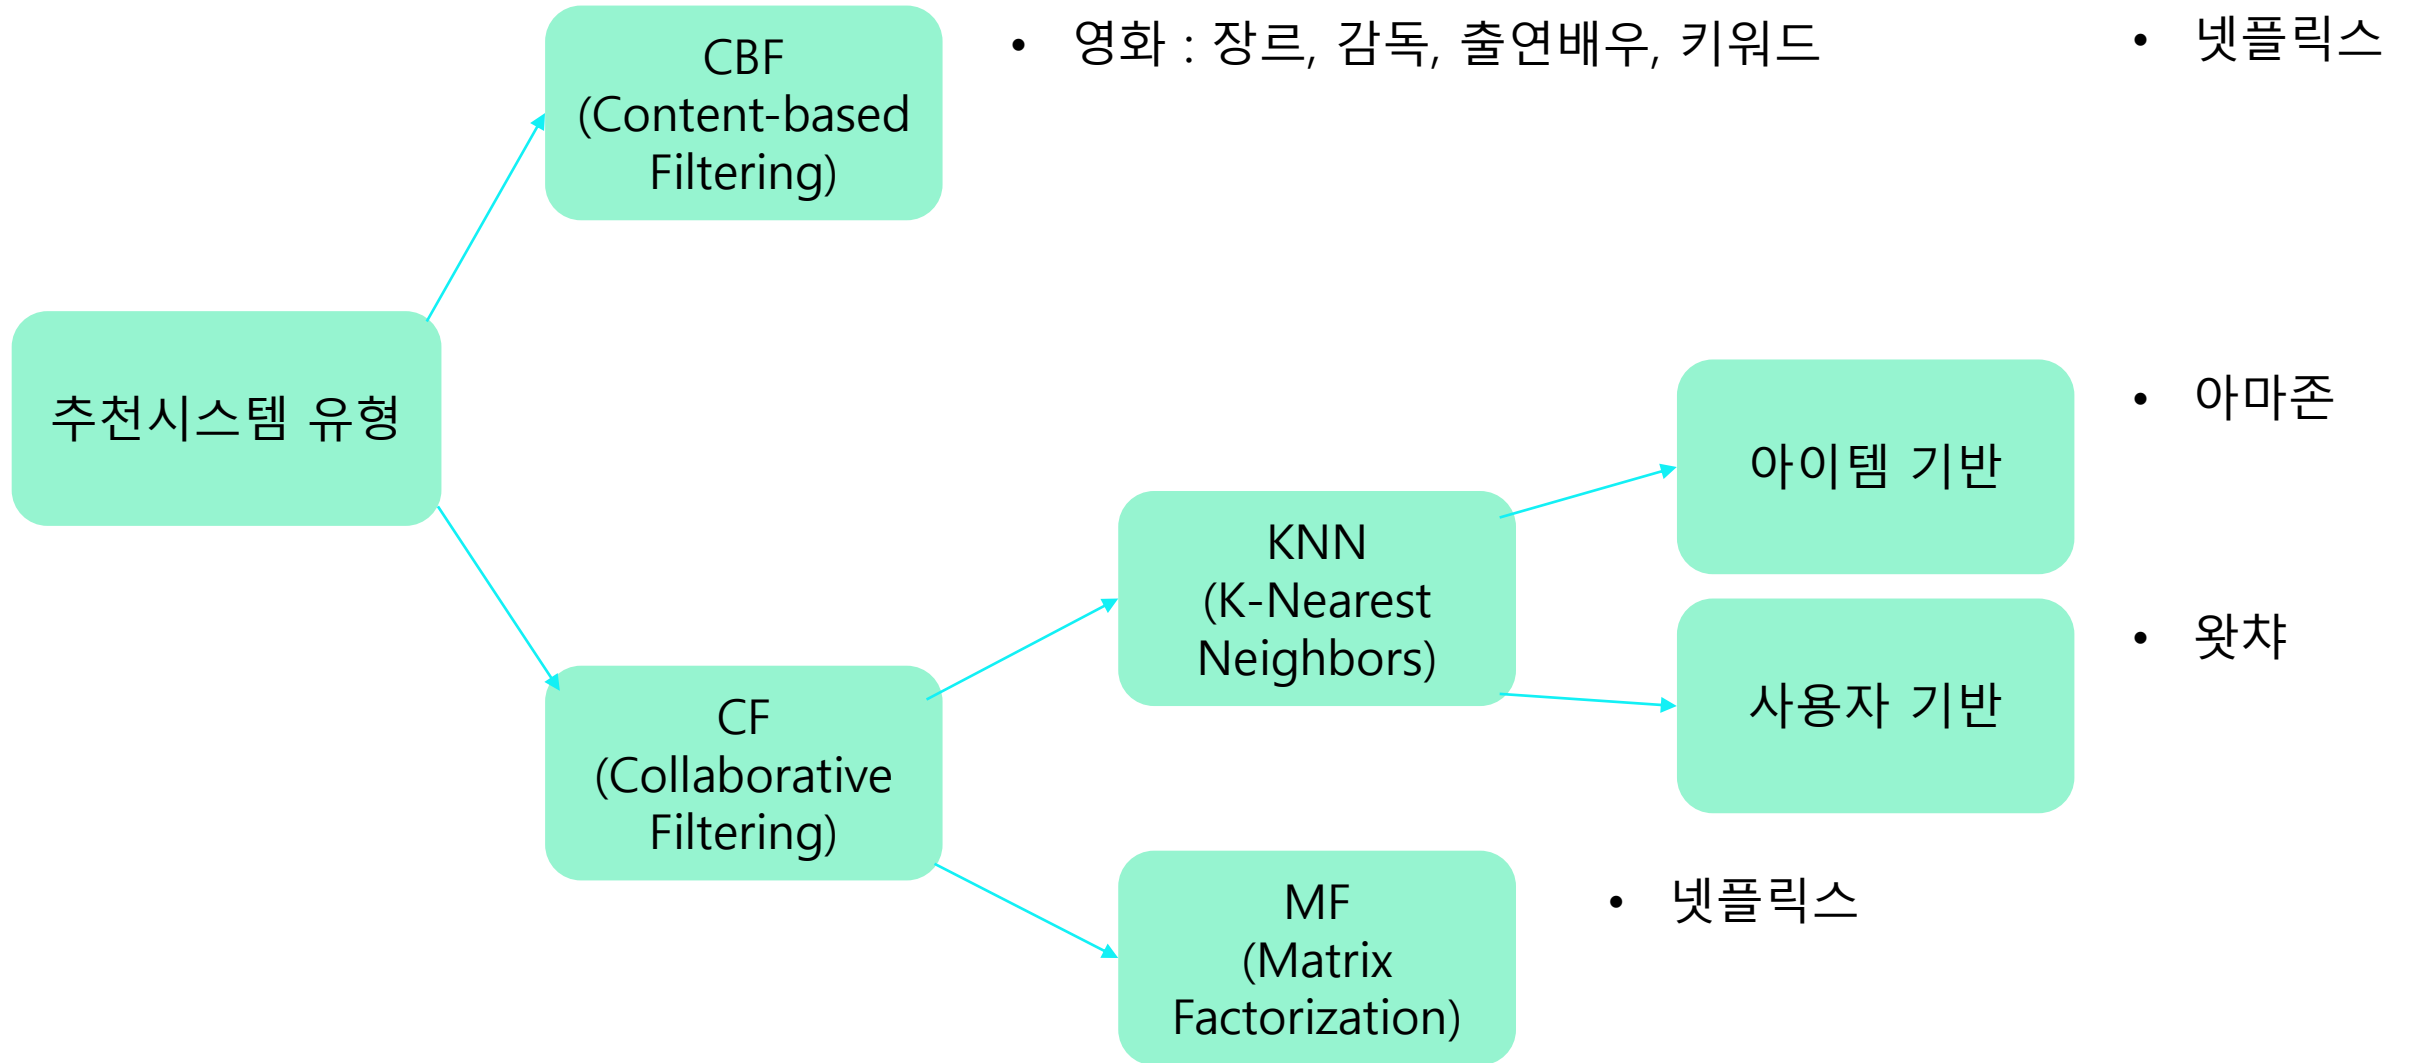 CBF
(Content-based
Filtering)
• 영화 : 장르, 감독, 출연배우, 키워드
• 넷플릭스
추천시스템 유형
아이템 기반
• 아마존
KNN
(K-Nearest
Neighbors)
사용자 기반
• 왓챠
CF
(Collaborative
Filtering)
MF
(Matrix
Factorization)
• 넷플릭스